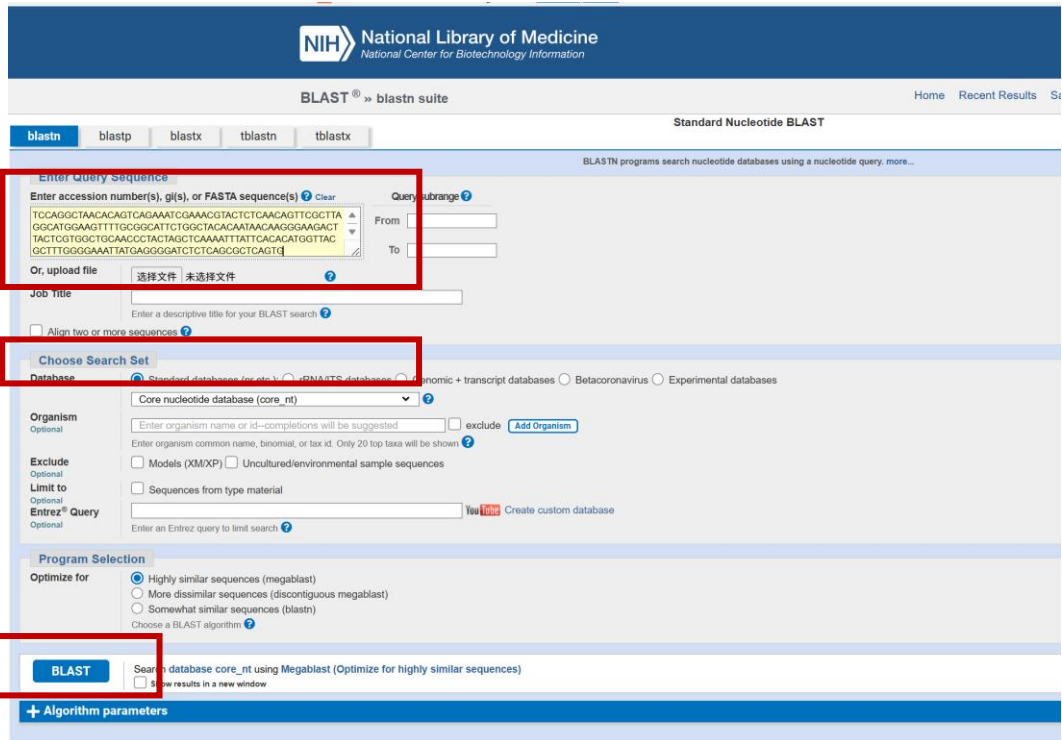 NIH National Library of Medicine
National Center for Biotechnology Information
BLAST ® » blastn suite
Home Recent Results
Standard Nucleotide BLAST
blastn blastp blastx tblastn tblastx
BLASTN programs search nucleotide databases using a nucleotide query. more...
Enter Query Sequence
Enter accession number(s), gi(s), or FASTA sequence(s) Clear Query subrange
TCCAGGCTAACACAGTCAGAAATCGAAACGTACTCTCAACAGTTCGCTTA
GGCATGGAAGTTTTGCGGCATTCTGGCTACACAATAACAAGGGAAGACT
TACTCGTGGCTGCAACCCTACTAGCTCAAAATTTATTCACACATGGTTAC
GCTTTGGGGAAATTATGAGGGGATCTCTCAGCGCTCAGTG
From
To
Or, upload file 选择文件 未选择文件
Job Title
Enter a descriptive title for your BLAST search
Align two or more sequences
Choose Search Set
Database Standard databases (nr etc.): rRNA/ITS databases Genomic + transcript databases Betacoronavirus Experimental databases
Core nucleotide database (core_nt)
Organism
Optional
Enter organism name or id--completions will be suggested exclude Add Organism
Enter organism common name, binomial, or tax id. Only 20 top taxa will be shown
Exclude Models (XM/XP) Uncultured/environmental sample sequences
Optional
Limit to Sequences from type material
Optional
Entrez® Query YouTube Create custom database
Optional
Enter an Entrez query to limit search
Program Selection
Optimize for Highly similar sequences (megablast)
More dissimilar sequences (discontiguous megablast)
Somewhat similar sequences (blastn)
Choose a BLAST algorithm
BLAST Search database core_nt using Megablast (Optimize for highly similar sequences)
Show results in a new window
+ Algorithm parameters